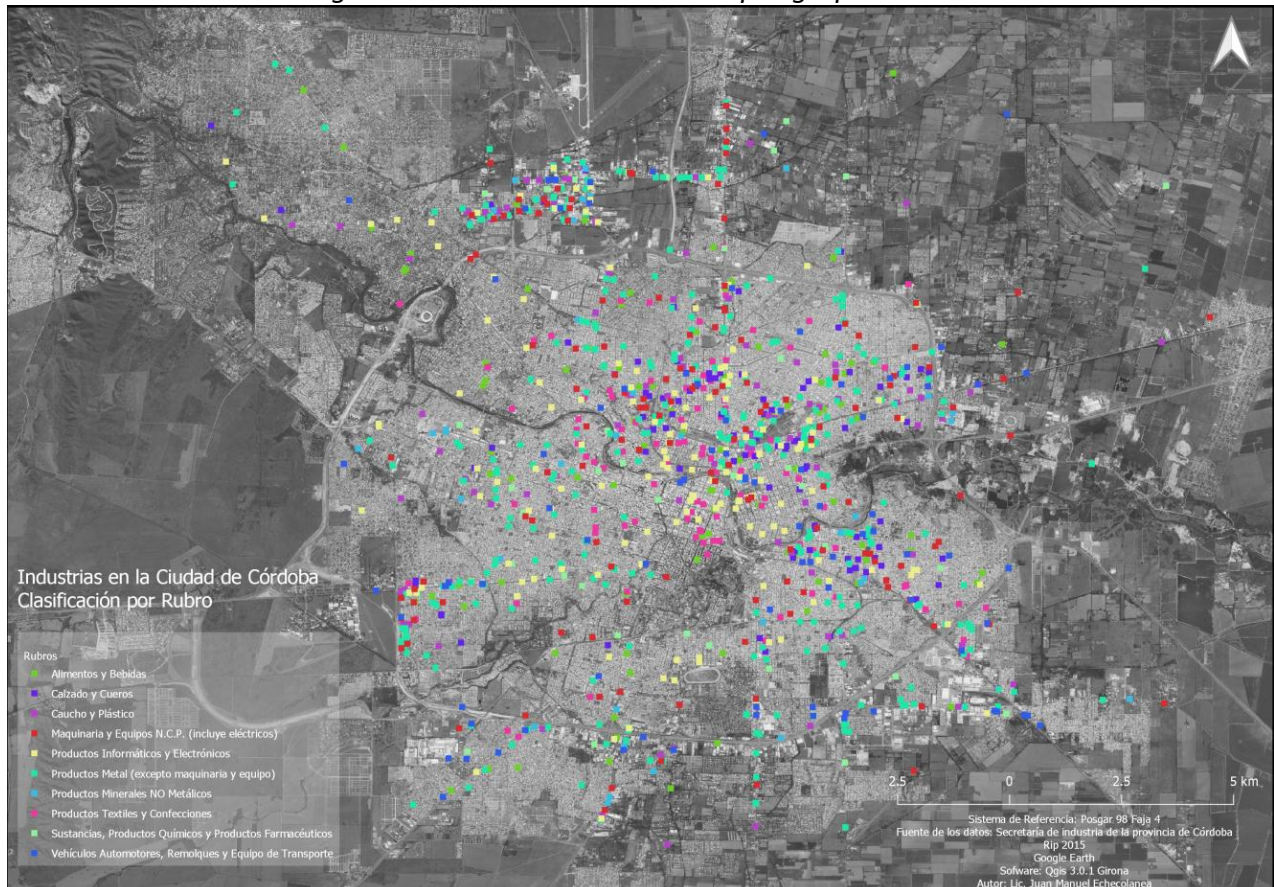 Industrias en la Ciudad de Córdoba
Clasificación por Rubro
Rubros
Alimentos y Bebidas
Calzado y Cueros
Caucho y Plástico
Maquinaria y Equipos N.C.P. (incluye eléctricos)
Productos Informáticos y Electrónicos
Productos Metal (excepto maquinaria y equipo)
Productos Minerales NO Metálicos
Productos Textiles y Confecciones
Sustancias, Productos Químicos y Productos Farmacéuticos
Vehículos Automotores, Remolques y Equipo de Transporte
2.5 0 2.5 5 km
Sistema de Referencia: Posgar 98 Faja 4
Fuente de los datos: Secretaría de industria de la provincia de Córdoba
Rip 2015
Google Earth
Sofware: Qgis 3.0.1 Girona
Autor: Lic. Juan Manuel Echecolanea